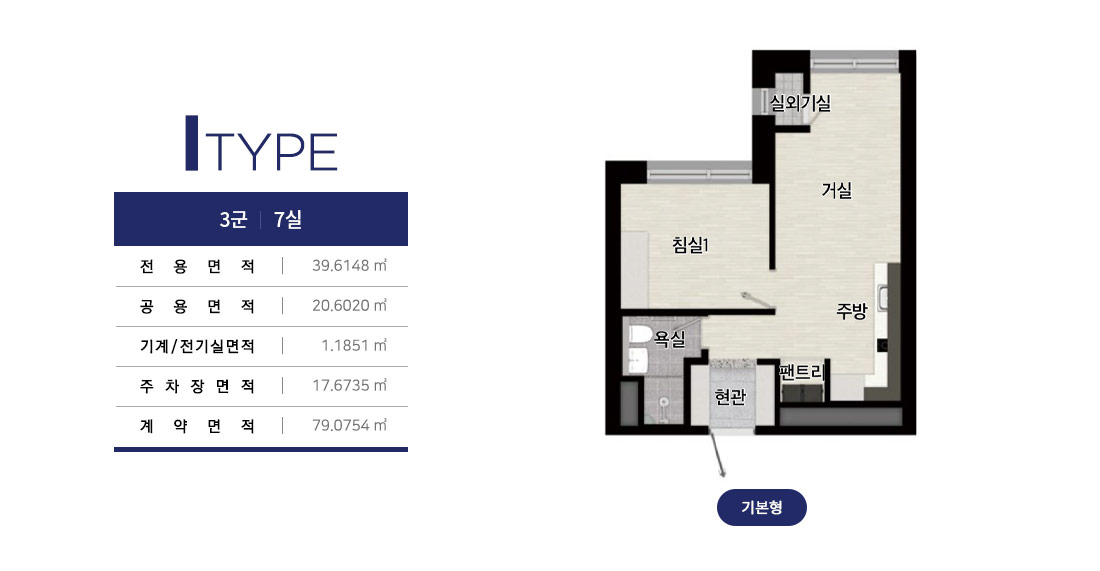 I TYPE
3군 | 7실
전용면적 | 39.6148 ㎡
공용면적 | 20.6020 ㎡
기계/전기실면적 | 1.1851 ㎡
주차장면적 | 17.6735 ㎡
계약면적 | 79.0754 ㎡
실외기실
거실
침실1
주방
욕실
팬트리
현관
기본형